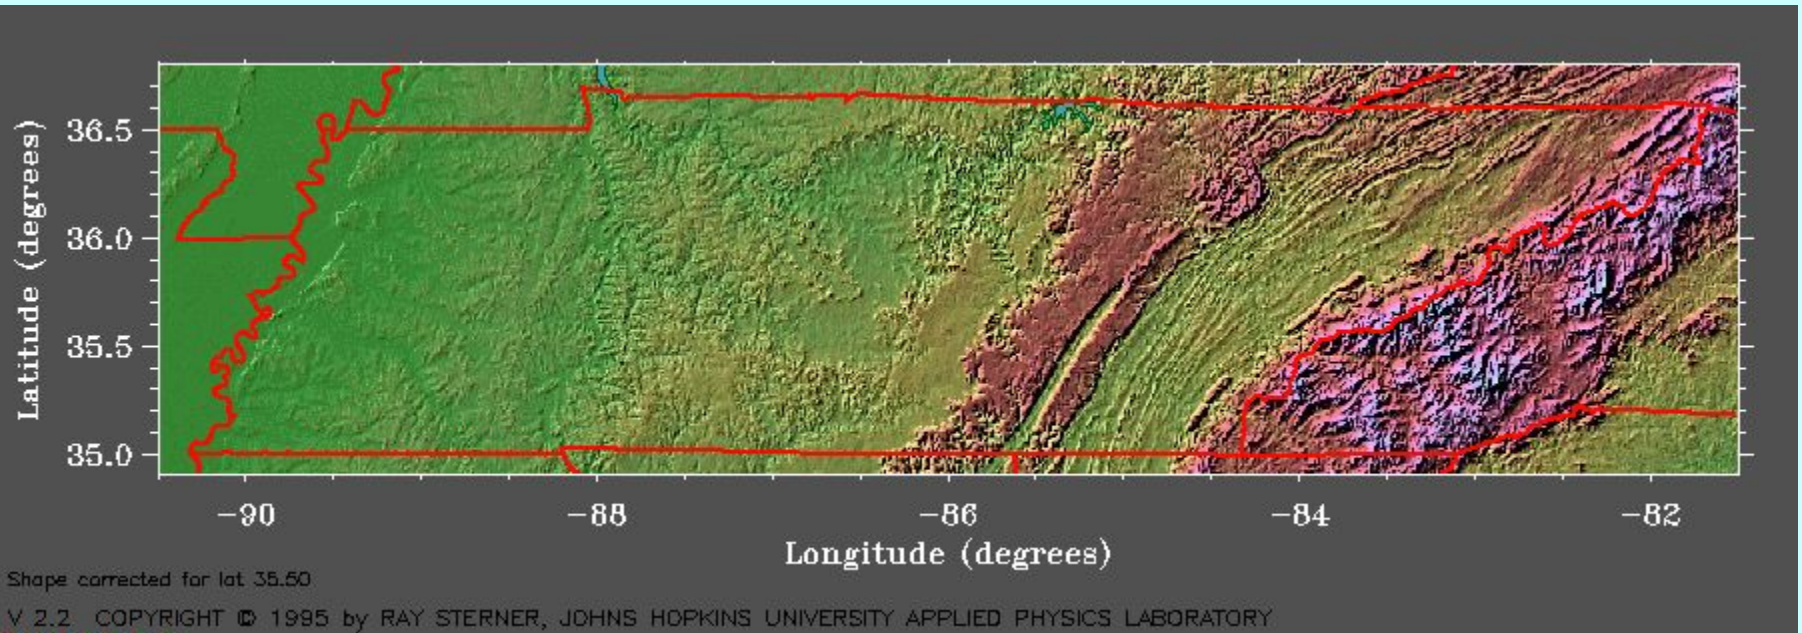 Latitude (degrees)
36.5
36.0
35.5
35.0
-90
-88
-86
-84
-82
Longitude (degrees)
Shape corrected for lat 35.50
V 2.2 COPYRIGHT © 1995 by RAY STERNER, JOHNS HOPKINS UNIVERSITY APPLIED PHYSICS LABORATORY